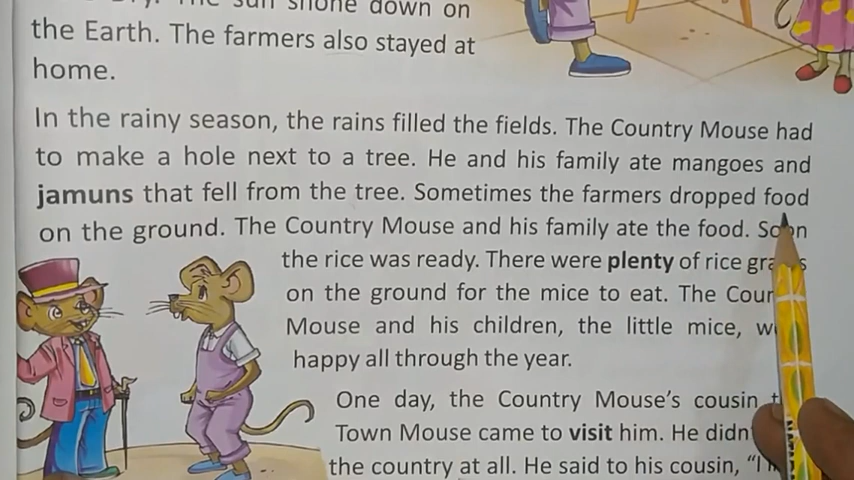 sun shone down on
the Earth. The farmers also stayed at
home.
In the rainy season, the rains filled the fields. The Country Mouse had
to make a hole next to a tree. He and his family ate mangoes and
jamuns that fell from the tree. Sometimes the farmers dropped food
on the ground. The Country Mouse and his family ate the food. Soon
the rice was ready. There were plenty of rice
on the ground for the mice to eat. The
Mouse and his children, the little mice,
happy all through the year.
One day, the Country Mouse's cousin
Town Mouse came to visit him. He
the country at all. He said to his cousin, "I